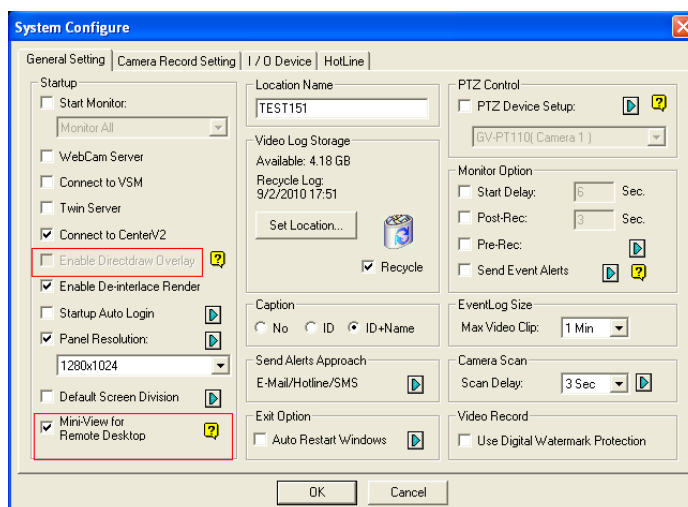 System Configure
General Setting
Camera Record Setting
I / O Device
HotLine
Startup
Start Monitor:
Monitor All
WebCam Server
Connect to VSM
Twin Server
Connect to CenterV2
Enable Directdraw Overlay
Enable De-interlace Render
Startup Auto Login
Panel Resolution:
1280x1024
Default Screen Division
Mini-View for
Remote Desktop
Location Name
TEST151
Video Log Storage
Available: 4.18 GB
Recycle Log:
9/2/2010 17:51
Set Location...
Recycle
Caption
No
ID
ID+Name
Send Alerts Approach
E-Mail/Hotline/SMS
Exit Option
Auto Restart Windows
PTZ Control
PTZ Device Setup:
GV-PT110( Camera 1 )
Monitor Option
Start Delay: 6 Sec.
Post-Rec: 3 Sec.
Pre-Rec:
Send Event Alerts
EventLog Size
Max Video Clip: 1 Min
Camera Scan
Scan Delay: 3 Sec
Video Record
Use Digital Watermark Protection
OK
Cancel